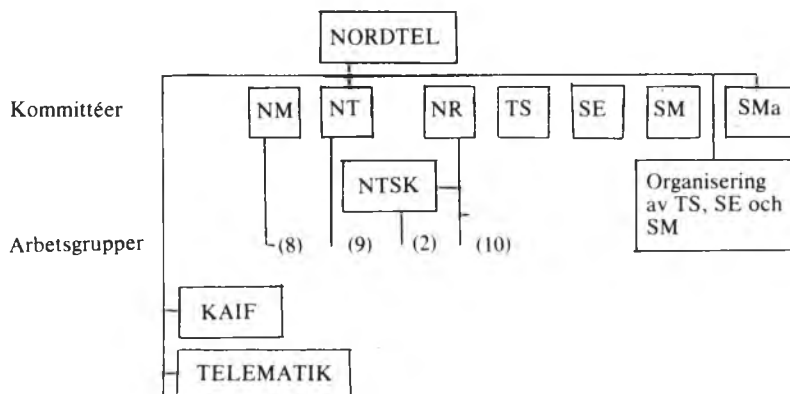 NORDTEL
Kommittéer
NM NT NR TS SE SM SMa
NTSK
Organisering
av TS, SE och
SM
Arbetsgrupper
(8) (9) (2) (10)
KAIF
TELEMATIK